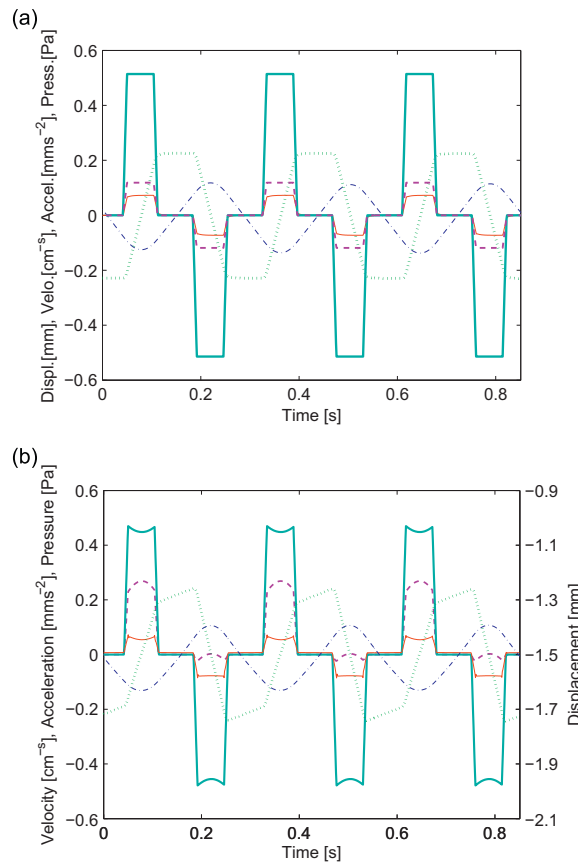 (a)
Displ.[mm], Velo.[cm⁻ˢ], Accel.[mms⁻²], Press.[Pa]
0.6
0.4
0.2
0
−0.2
−0.4
−0.6
0 0.2 0.4 0.6 0.8
Time [s]
(b)
Velocity [cm⁻ˢ], Acceleration [mms⁻²], Pressure [Pa]
0.6
0.4
0.2
0
−0.2
−0.4
−0.6
−0.9
−1.1
−1.3
−1.5
−1.7
−1.9
−2.1
Displacement [mm]
0 0.2 0.4 0.6 0.8
Time [s]